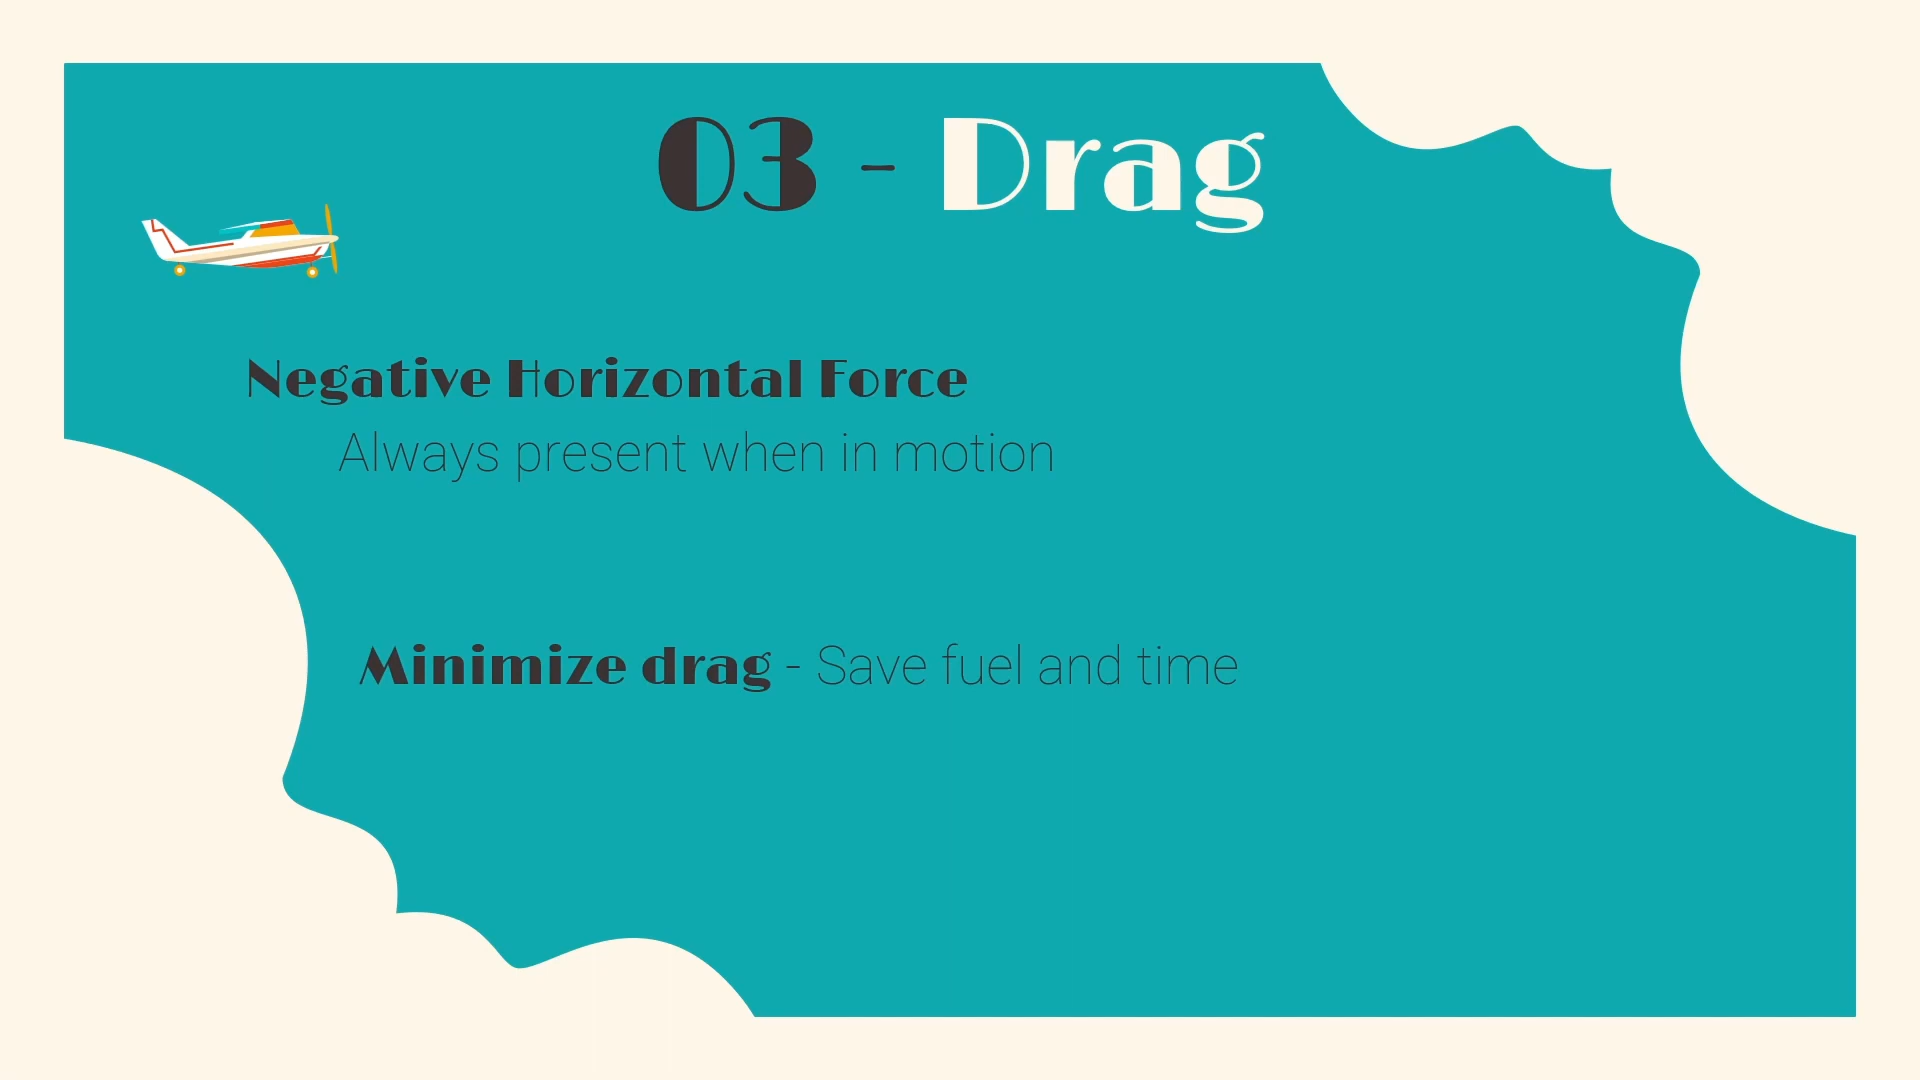 03 - Drag
Negative Horizontal Force
Always present when in motion
Minimize drag - Save fuel and time